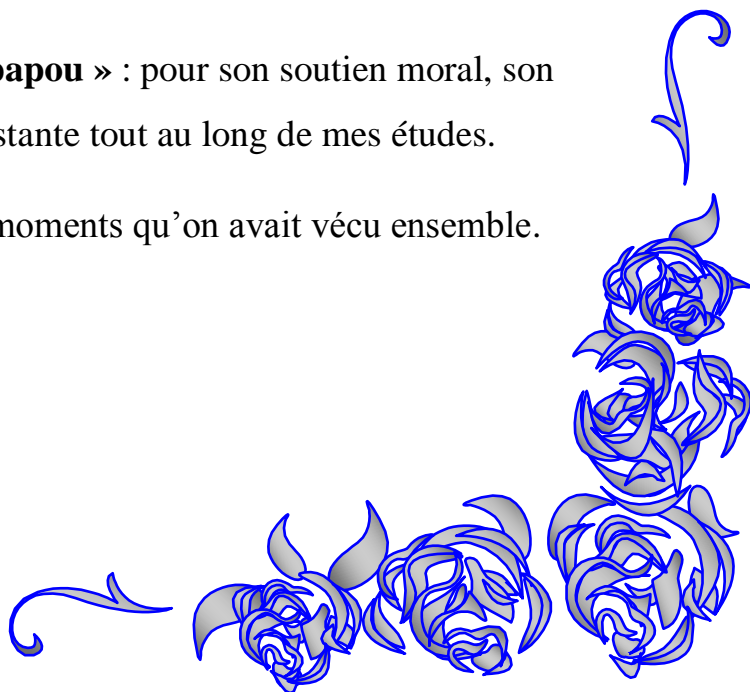 papou » : pour son soutien moral, son
stante tout au long de mes études.
moments qu’on avait vécu ensemble.